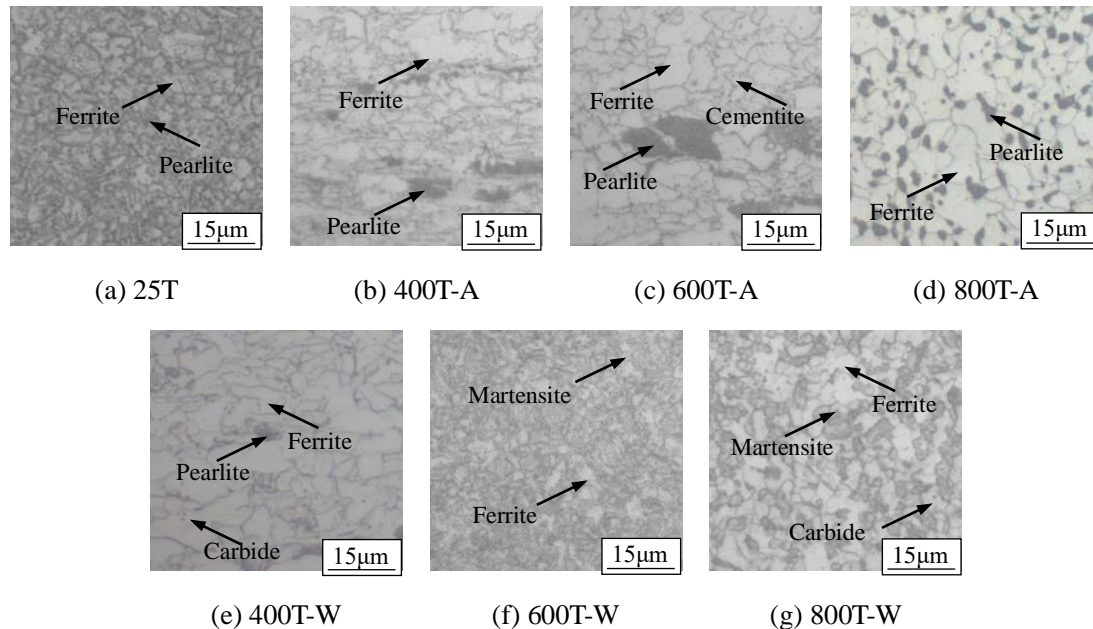 Ferrite
Pearlite
15μm
Ferrite
Pearlite
15μm
Ferrite
Cementite
Pearlite
15μm
Pearlite
Ferrite
15μm
(a) 25T
(b) 400T-A
(c) 600T-A
(d) 800T-A
Ferrite
Pearlite
Carbide
15μm
Martensite
Ferrite
15μm
Ferrite
Martensite
Carbide
15μm
(e) 400T-W
(f) 600T-W
(g) 800T-W